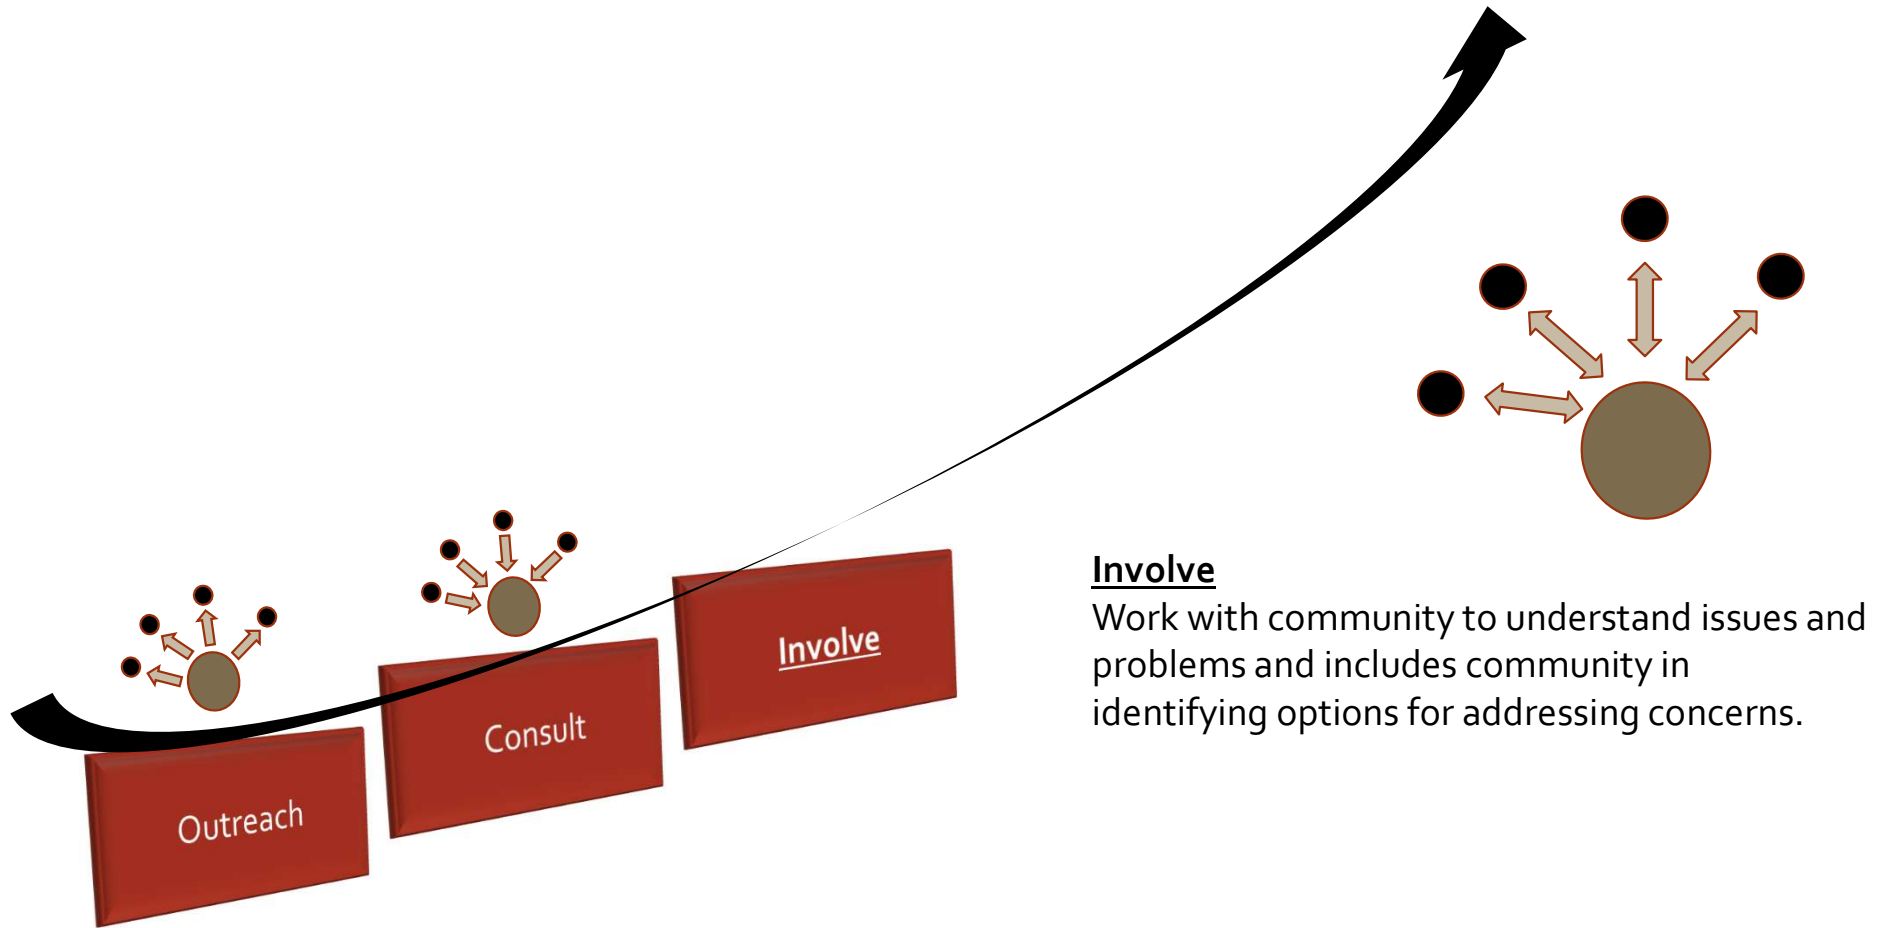 Outreach
Consult
Involve
Involve
Work with community to understand issues and
problems and includes community in
identifying options for addressing concerns.